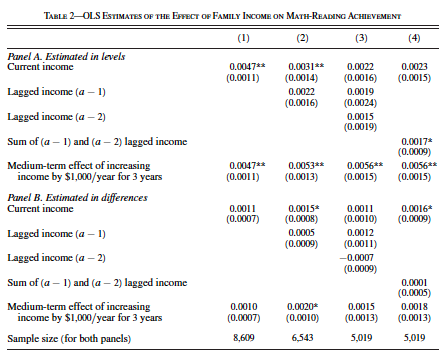 TABLE 2—OLS ESTIMATES OF THE EFFECT OF FAMILY INCOME ON MATH-READING ACHIEVEMENT
(1) (2) (3) (4)
Panel A. Estimated in levels
Current income 0.0047** 0.0031** 0.0022 0.0023
(0.0011) (0.0014) (0.0016) (0.0015)
Lagged income (a − 1) 0.0022 0.0019
(0.0016) (0.0024)
Lagged income (a − 2) 0.0015
(0.0019)
Sum of (a − 1) and (a − 2) lagged income 0.0017*
(0.0009)
Medium-term effect of increasing 0.0047** 0.0053** 0.0056** 0.0056**
income by $1,000/year for 3 years (0.0011) (0.0013) (0.0015) (0.0015)
Panel B. Estimated in differences
Current income 0.0011 0.0015* 0.0011 0.0016*
(0.0007) (0.0008) (0.0010) (0.0009)
Lagged income (a − 1) 0.0005 0.0012
(0.0009) (0.0011)
Lagged income (a − 2) −0.0007
(0.0009)
Sum of (a − 1) and (a − 2) lagged income 0.0001
(0.0005)
Medium-term effect of increasing 0.0010 0.0020* 0.0015 0.0018
income by $1,000/year for 3 years (0.0007) (0.0010) (0.0013) (0.0013)
Sample size (for both panels) 8,609 6,543 5,019 5,019